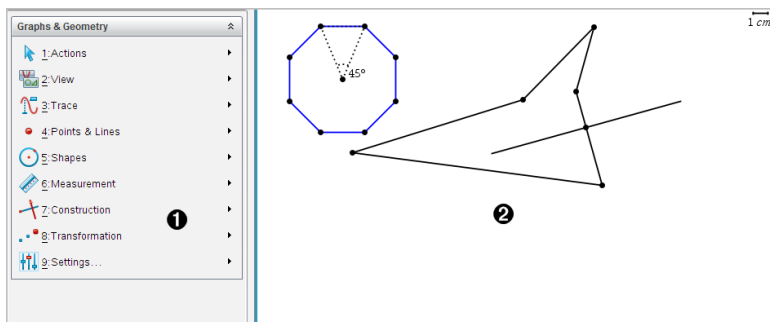 Graphs & Geometry
1:Actions
2:View
3:Trace
4:Points & Lines
5:Shapes
6:Measurement
7:Construction
8:Transformation
9:Settings...
❶
45°
1 cm
❷